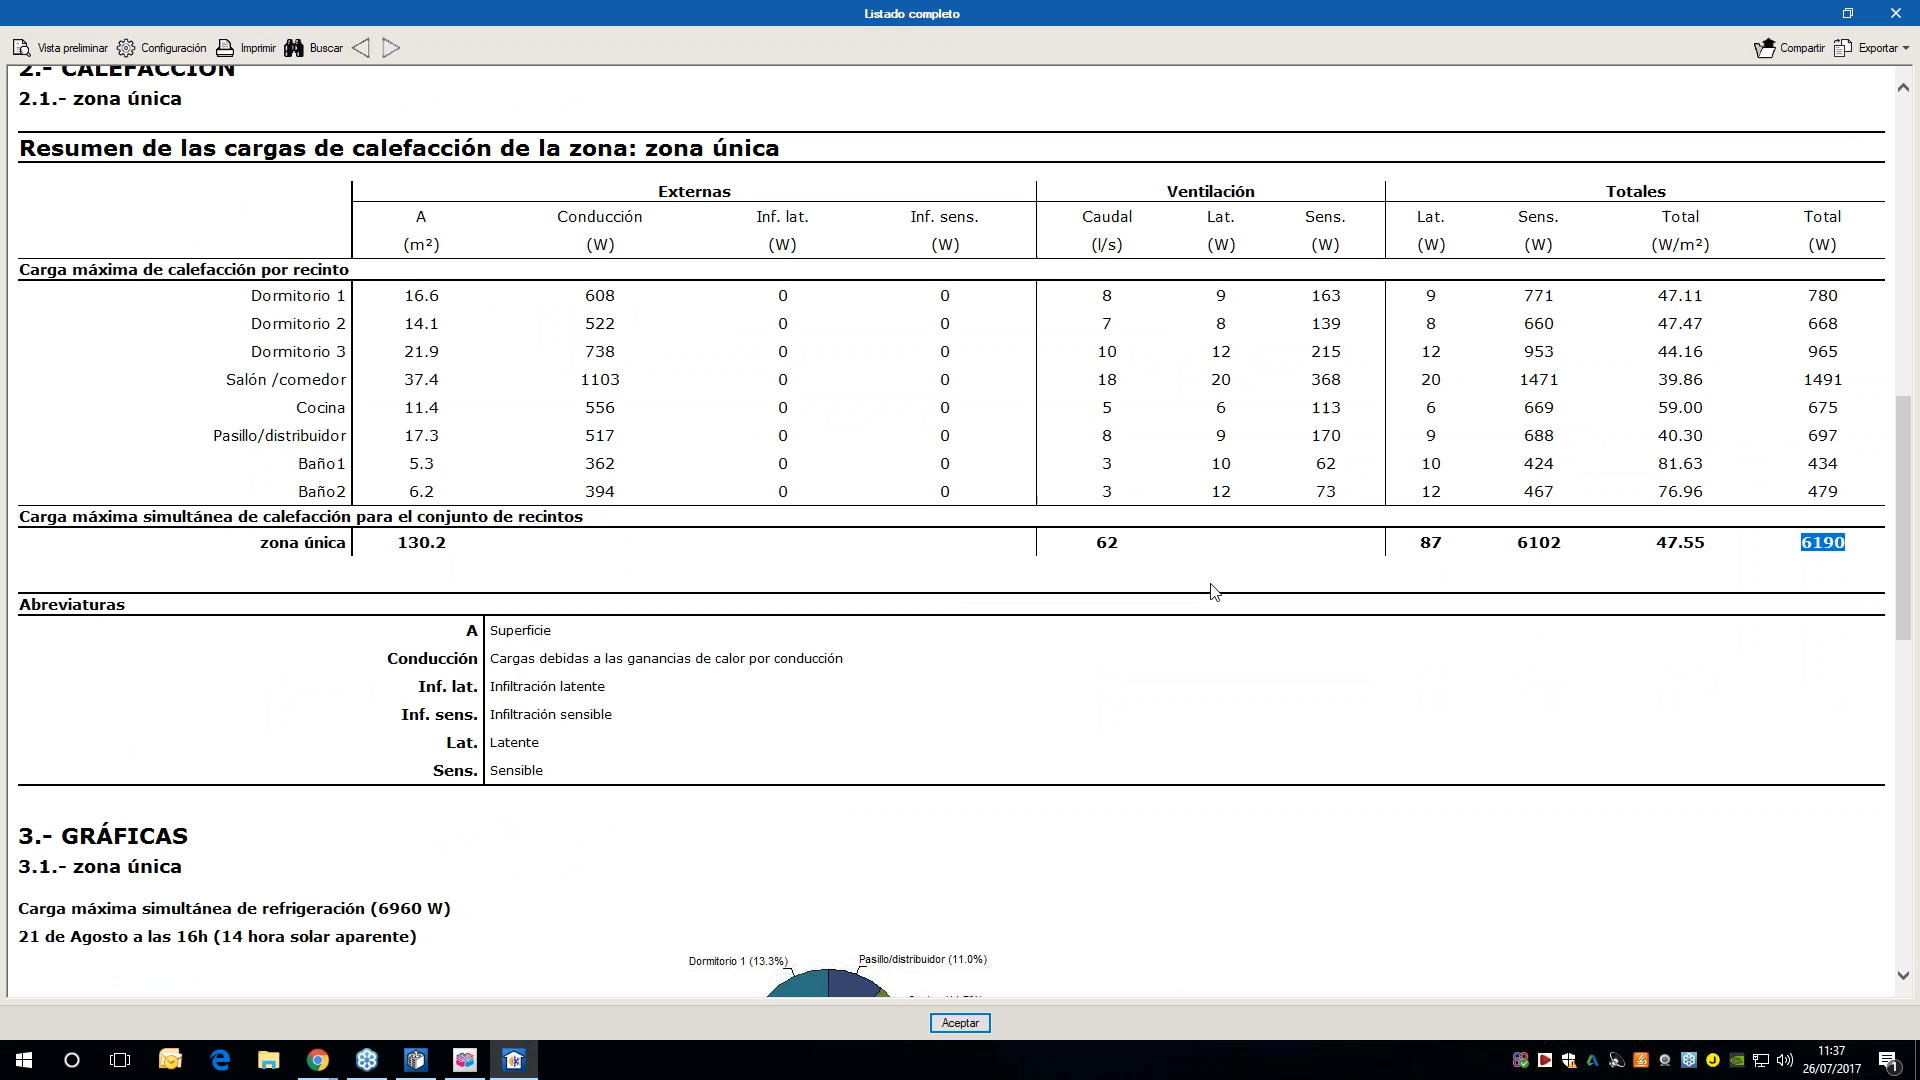 Listado completo
Vista preliminar Configuración Imprimir Buscar Compartir Exportar
2.- CALEFACCIÓN
2.1.- zona única
Resumen de las cargas de calefacción de la zona: zona única
Externas Ventilación Totales
A Conducción Inf. lat. Inf. sens. Caudal Lat. Sens. Lat. Sens. Total Total
(m²) (W) (W) (W) (l/s) (W) (W) (W) (W) (W/m²) (W)
Carga máxima de calefacción por recinto
Dormitorio 1 16.6 608 0 0 8 9 163 9 771 47.11 780
Dormitorio 2 14.1 522 0 0 7 8 139 8 660 47.47 668
Dormitorio 3 21.9 738 0 0 10 12 215 12 953 44.16 965
Salón /comedor 37.4 1103 0 0 18 20 368 20 1471 39.86 1491
Cocina 11.4 556 0 0 5 6 113 6 669 59.00 675
Pasillo/distribuidor 17.3 517 0 0 8 9 170 9 688 40.30 697
Baño1 5.3 362 0 0 3 10 62 10 424 81.63 434
Baño2 6.2 394 0 0 3 12 73 12 467 76.96 479
Carga máxima simultánea de calefacción para el conjunto de recintos
zona única 130.2 62 87 6102 47.55 6190
Abreviaturas
A Superficie
Conducción Cargas debidas a las ganancias de calor por conducción
Inf. lat. Infiltración latente
Inf. sens. Infiltración sensible
Lat. Latente
Sens. Sensible
3.- GRÁFICAS
3.1.- zona única
Carga máxima simultánea de refrigeración (6960 W)
21 de Agosto a las 16h (14 hora solar aparente)
Dormitorio 1 (13.3%) Pasillo/distribuidor (11.0%)
Aceptar
11:37
26/07/2017
1